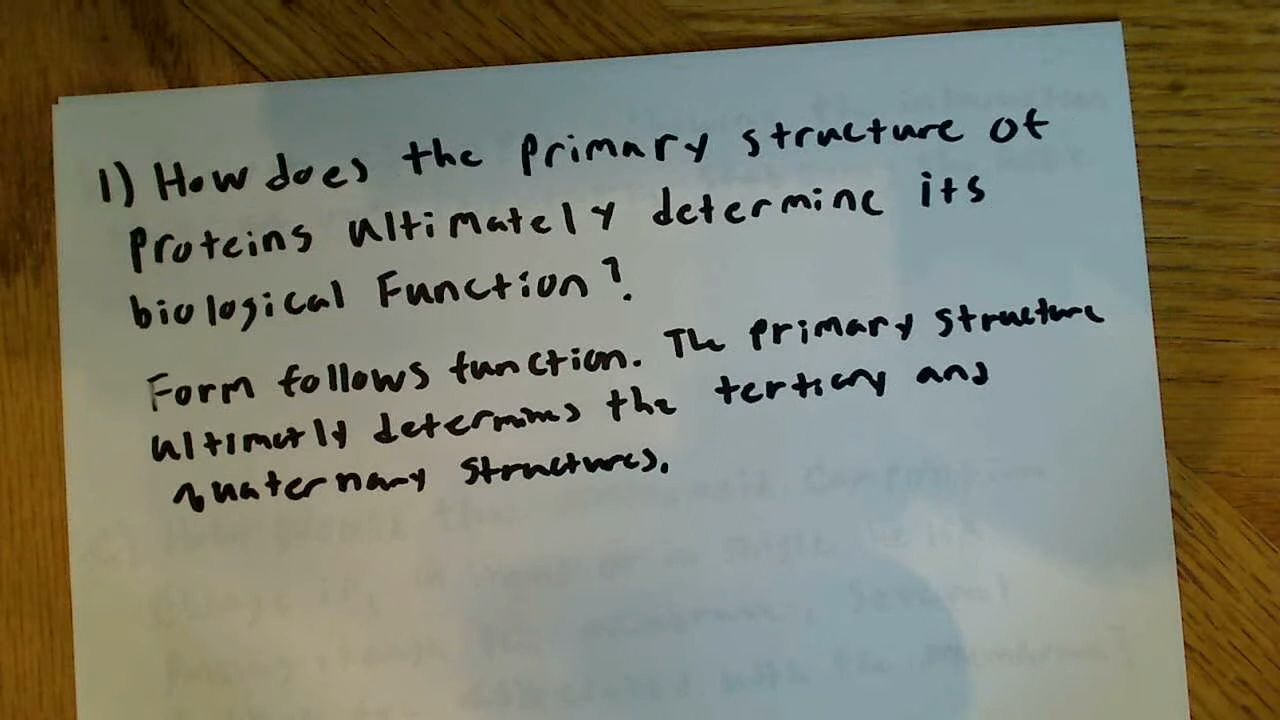 1) How does the primary structure of
proteins ultimately determine its
biological Function?
Form follows function. The primary structure
ultimetly determines the tertiary and
quaternary structures.